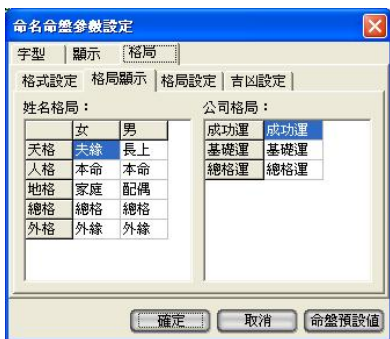 命名命盤參數設定
字型 顯示 格局
格式設定 格局顯示 格局設定 吉凶設定
姓名格局： 公司格局：
女 男 成功運 成功運
天格 夫緣 長上 基礎運 基礎運
人格 本命 本命 總格運 總格運
地格 家庭 配偶
總格 總格 總格
外格 外緣 外緣
確定 取消 命盤預設值